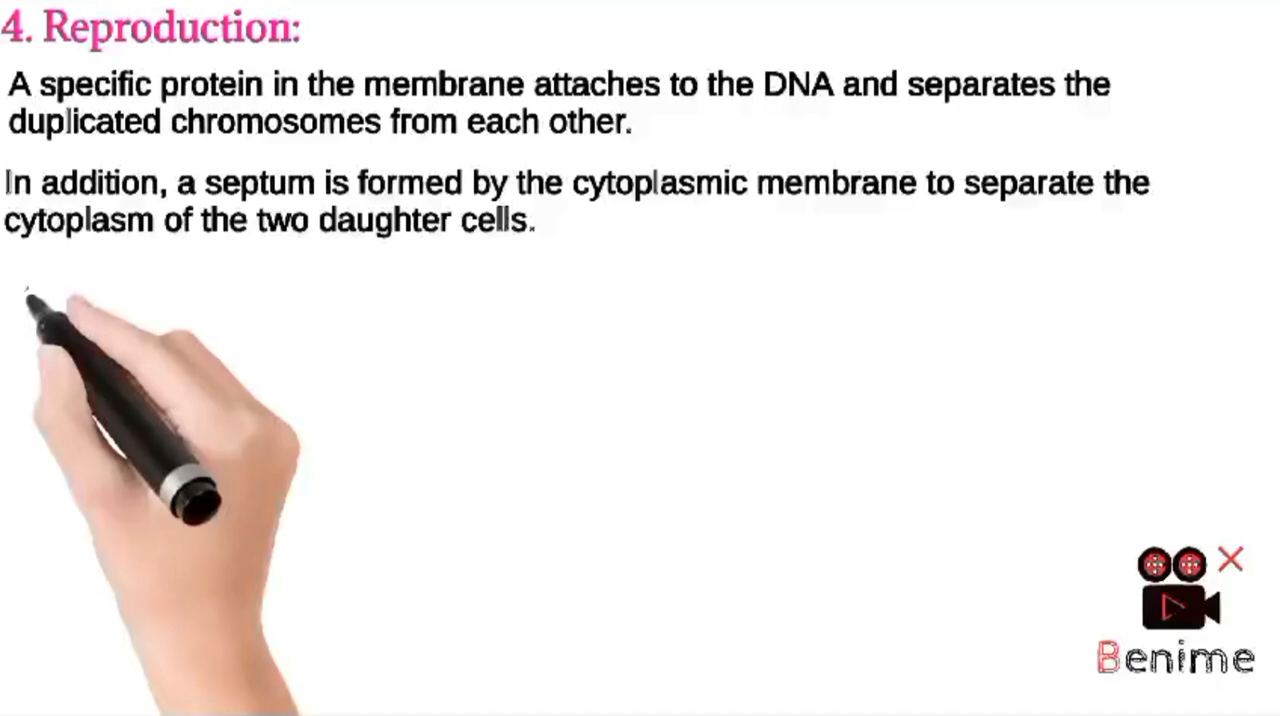 4. Reproduction:
A specific protein in the membrane attaches to the DNA and separates the
duplicated chromosomes from each other.
In addition, a septum is formed by the cytoplasmic membrane to separate the
cytoplasm of the two daughter cells.
Benime